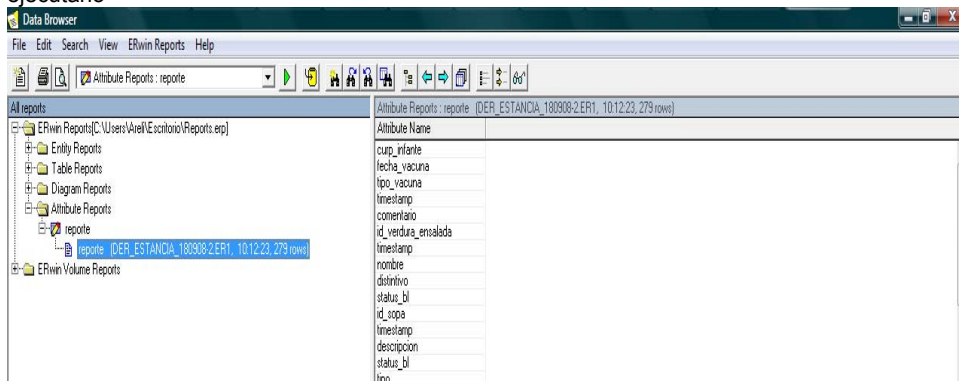 ejecutarlo
Data Browser
File Edit Search View ERwin Reports Help
Attribute Reports : reporte
All reports
ERwin Reports[C:\Users\Areli\Escritorio\Reports.erp]
Entity Reports
Table Reports
Diagram Reports
Attribute Reports
reporte
reporte (DER_ESTANCIA_180908-2.ER1, 10:12:23, 279 rows)
ERwin Volume Reports
Attribute Reports : reporte (DER_ESTANCIA_180908-2.ER1, 10:12:23, 279 rows)
Attribute Name
curp_infante
fecha_vacuna
tipo_vacuna
timestamp
comentario
id_verdura_ensalada
timestamp
nombre
distintivo
status_bl
id_sopa
timestamp
descripcion
status_bl
tipo